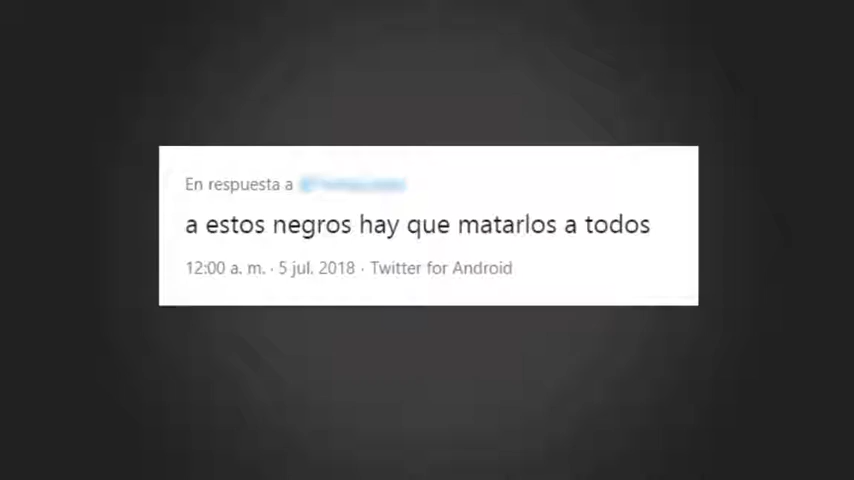 En respuesta a
a estos negros hay que matarlos a todos
12:00 a. m. · 5 jul. 2018 · Twitter for Android